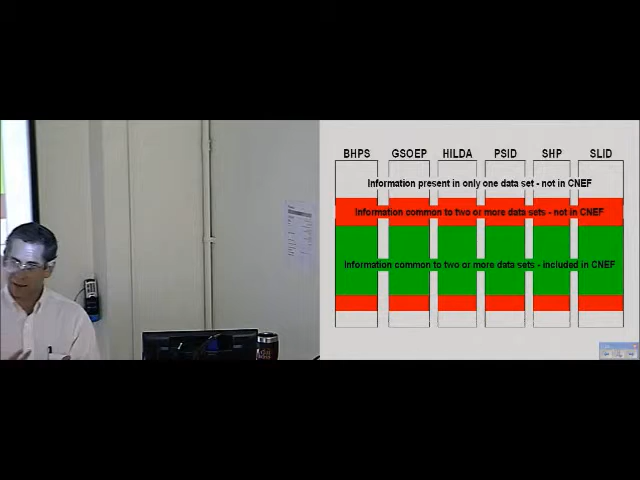 BHPS GSOEP HILDA PSID SHP SLID
Information present in only one data set - not in CNEF
Information common to two or more data sets - not in CNEF
Information common to two or more data sets - included in CNEF